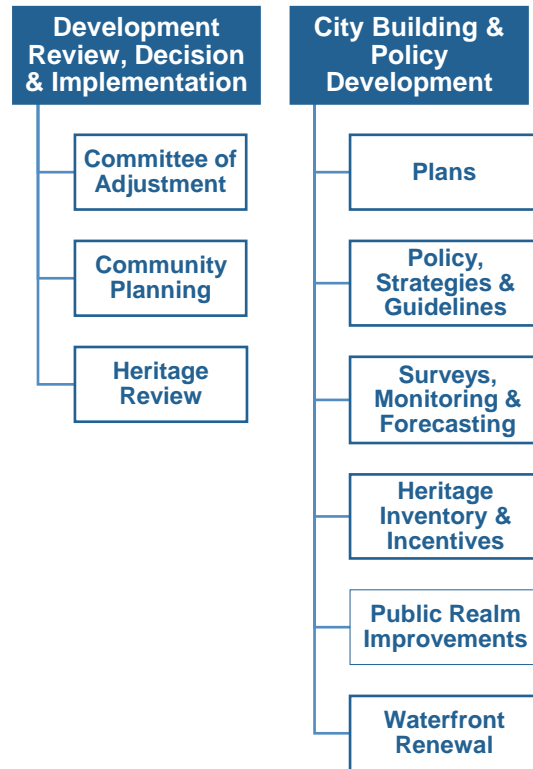 Development
Review, Decision
& Implementation
Committee of
Adjustment
Community
Planning
Heritage
Review
City Building &
Policy
Development
Plans
Policy,
Strategies &
Guidelines
Surveys,
Monitoring &
Forecasting
Heritage
Inventory &
Incentives
Public Realm
Improvements
Waterfront
Renewal